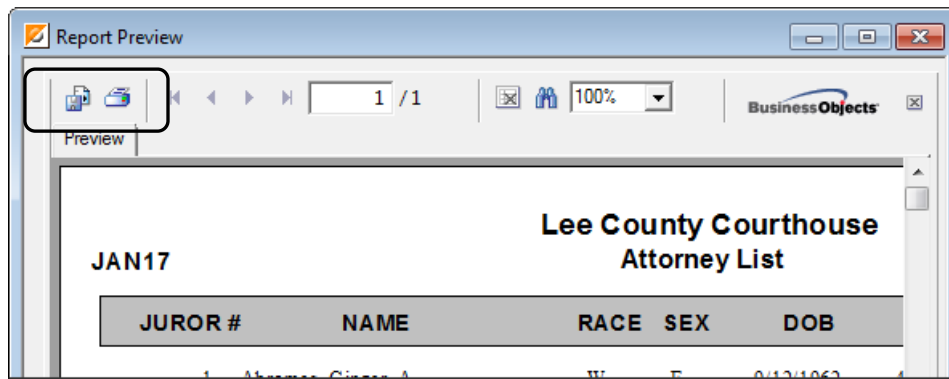 Report Preview
1 /1 100% BusinessObjects
Preview
Lee County Courthouse
JAN17 Attorney List
JUROR # NAME RACE SEX DOB